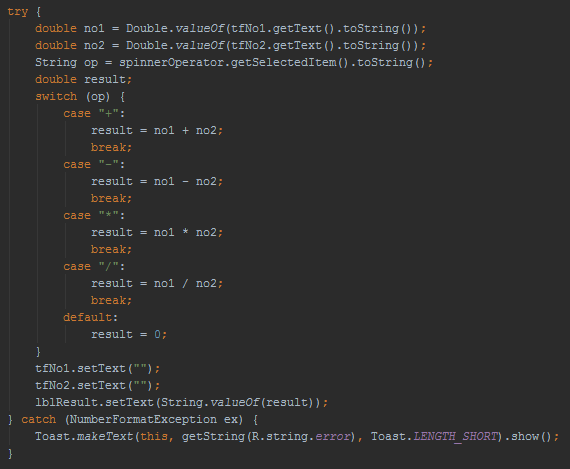 try {
    double no1 = Double.valueOf(tfNo1.getText().toString());
    double no2 = Double.valueOf(tfNo2.getText().toString());
    String op = spinnerOperator.getSelectedItem().toString();
    double result;
    switch (op) {
        case "+":
            result = no1 + no2;
            break;
        case "-":
            result = no1 - no2;
            break;
        case "*":
            result = no1 * no2;
            break;
        case "/":
            result = no1 / no2;
            break;
        default:
            result = 0;
    }
    tfNo1.setText("");
    tfNo2.setText("");
    lblResult.setText(String.valueOf(result));
} catch (NumberFormatException ex) {
    Toast.makeText(this, getString(R.string.error), Toast.LENGTH_SHORT).show();
}